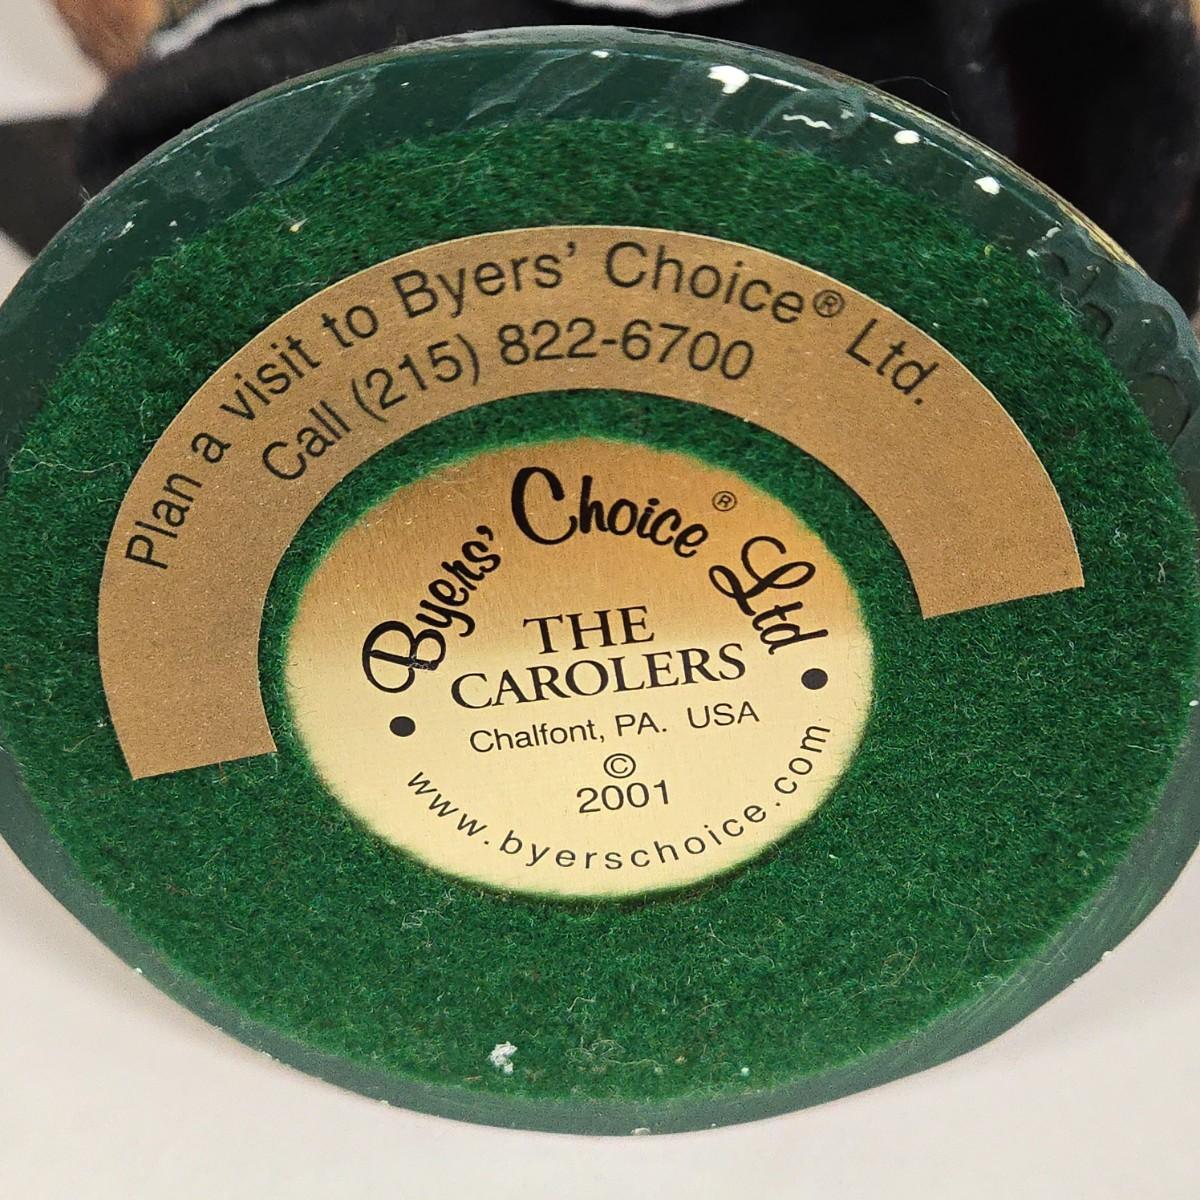 Plan a visit to Byers' Choice® Ltd.
Call (215) 822-6700
Byers' Choice® Ltd
THE
CAROLERS
Chalfont, PA. USA
©
2001
www.byerschoice.com